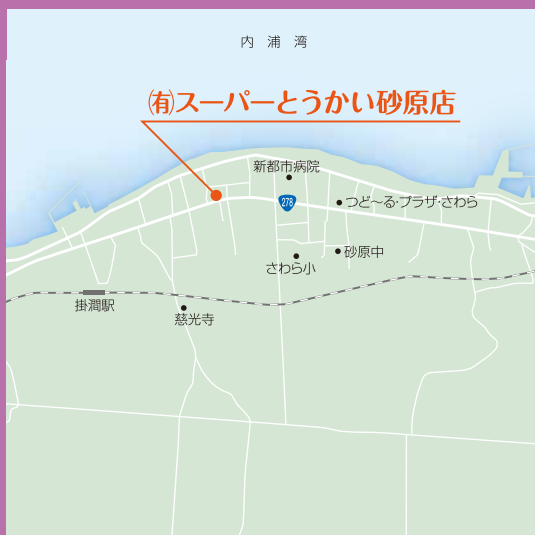 内浦湾
㈲スーパーとうかい砂原店
新都市病院
278
つど〜る・プラザ・さわら
砂原中
さわら小
掛澗駅
慈光寺